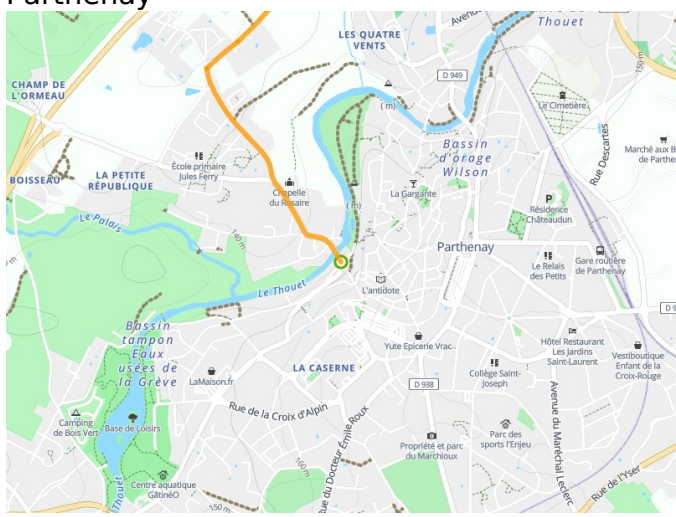 Parthenay
Avenue
Thouet
LES QUATRE
VENTS
D 949
CHAMP DE
L'ORMEAU
( m)
Le Cimetière
150 m
Rue Descartes
Marché aux B
de Parthe
Bassin
d'orage
Wilson
École primaire
Jules Ferry
LA PETITE
RÉPUBLIQUE
BOISSEAU
Chapelle
du Rosaire
( m)
La Gargante
Résidence
Châteaudun
Le Palais
140 m
Parthenay
Le Relais
des Petits
Gare routière
de Parthenay
Le Thouet
L'antidote
D 9
Bassin
tampon
Eaux
usées de
la Grève
Yute Epicerie Vrac
Hôtel Restaurant
Les Jardins
Saint-Laurent
Vestiboutique
Enfant de la
Croix-Rouge
LA CASERNE
LaMaison.fr
D 938
Collège Saint-
Joseph
Rue de la Croix d'Alpin
Camping
de Bois Vert
Base de Loisirs
Rue du Docteur Émile Roux
Propriété et parc
du Marchioux
Parc des
sports l'Enjeu
Avenue du Maréchal Leclerc
Centre aquatique
GâtinéO
160 m
Rue de l'Yser
150 m